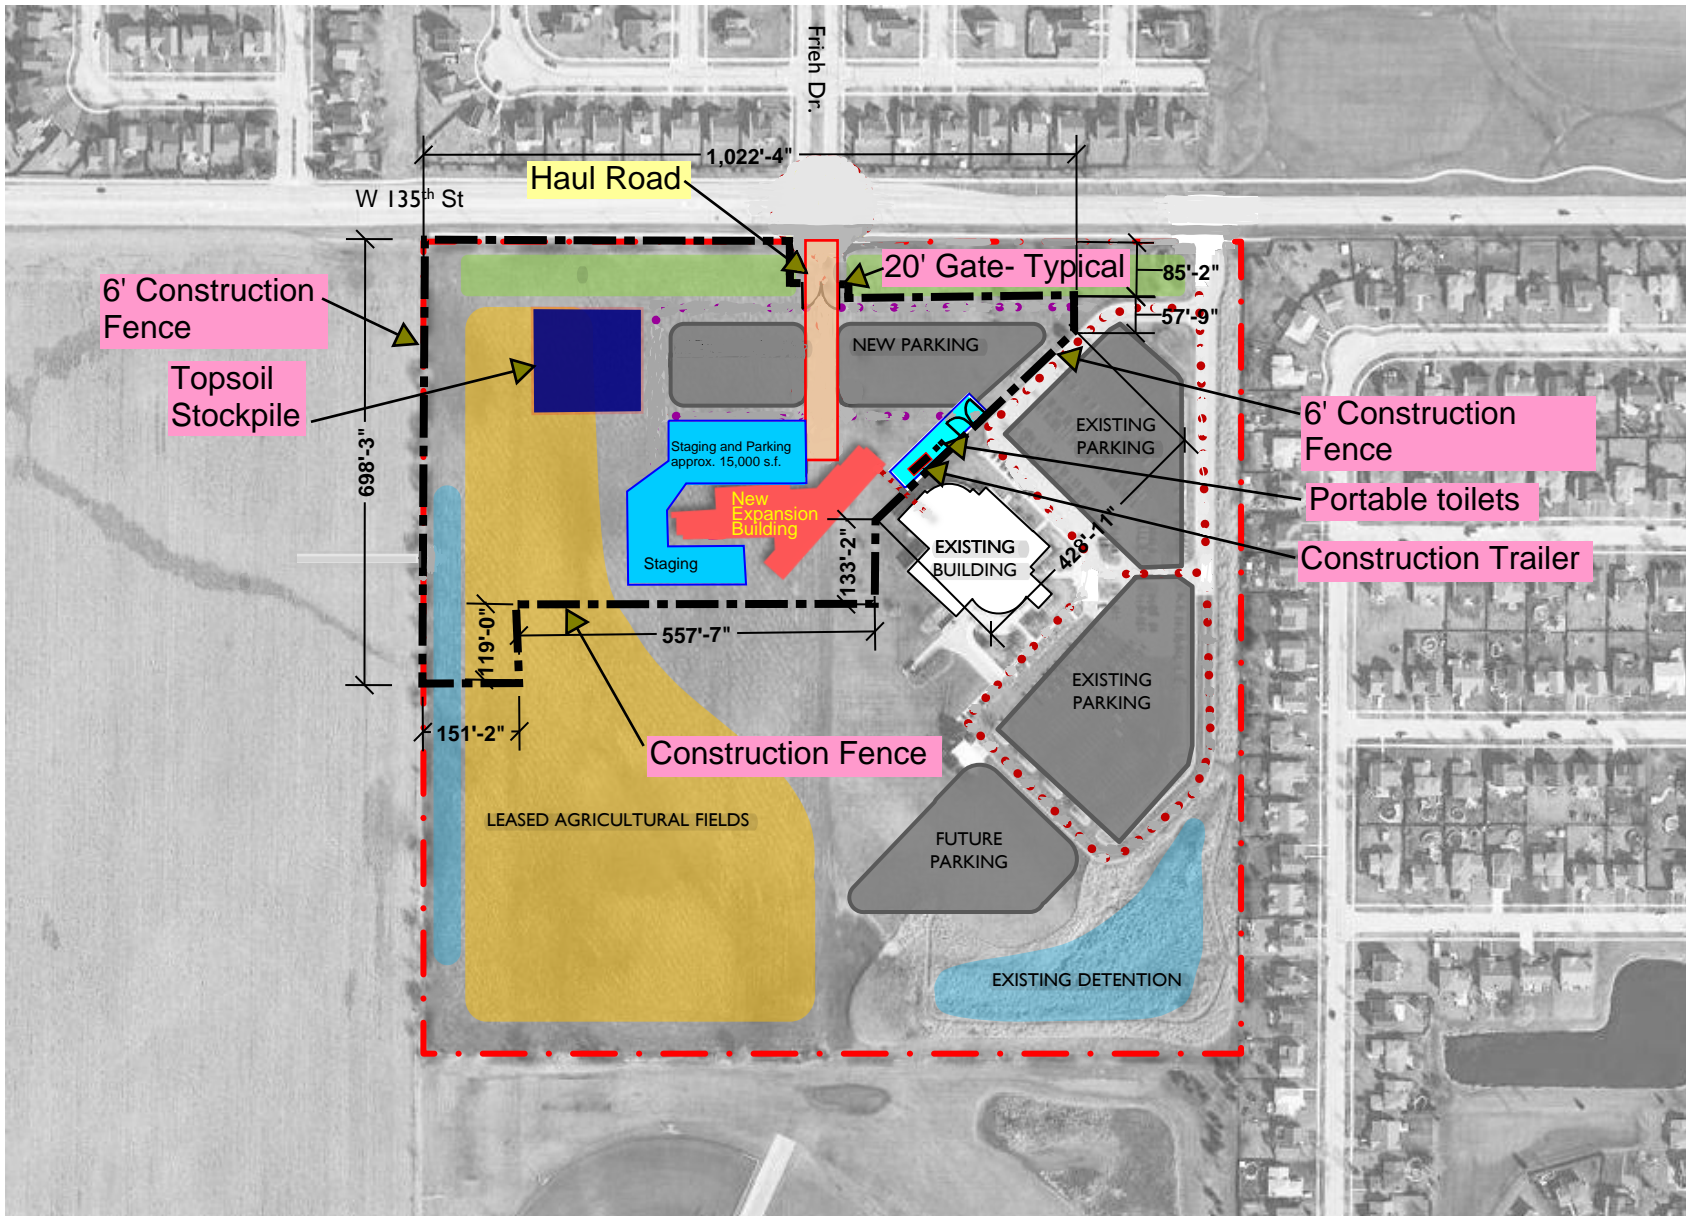 Frieh Dr.
1,022'-4"
Haul Road
W 135th St
20' Gate- Typical
85'-2"
57'-9"
6' Construction
Fence
Topsoil
Stockpile
698'-3"
NEW PARKING
EXISTING
PARKING
6' Construction
Fence
Portable toilets
Construction Trailer
Staging and Parking
approx. 15,000 s.f.
New
Expansion
Building
Staging
133'-2"
EXISTING
BUILDING
428'-11"
119'-0"
557'-7"
151'-2"
Construction Fence
EXISTING
PARKING
LEASED AGRICULTURAL FIELDS
FUTURE
PARKING
EXISTING DETENTION